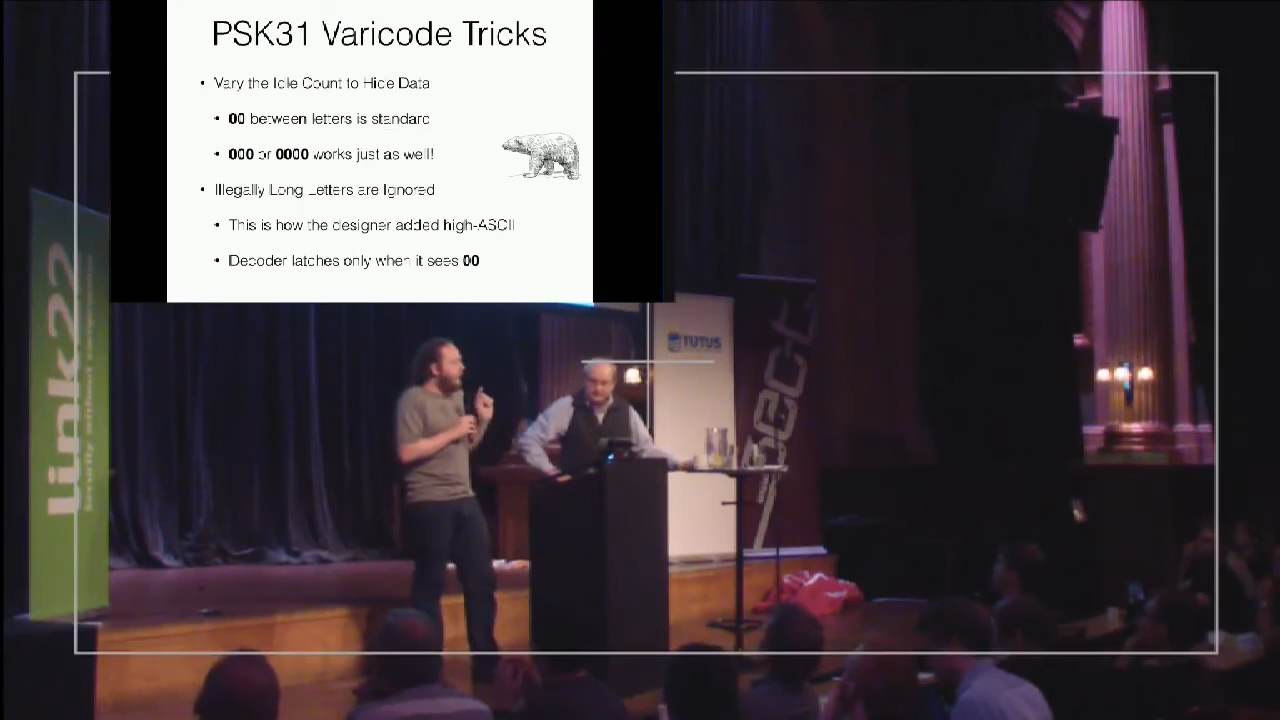 PSK31 Varicode Tricks
• Vary the Idle Count to Hide Data
• 00 between letters is standard
• 000 or 0000 works just as well!
• Illegally Long Letters are Ignored
• This is how the designer added high-ASCII
• Decoder latches only when it sees 00
link22
TUTUS
sec-t